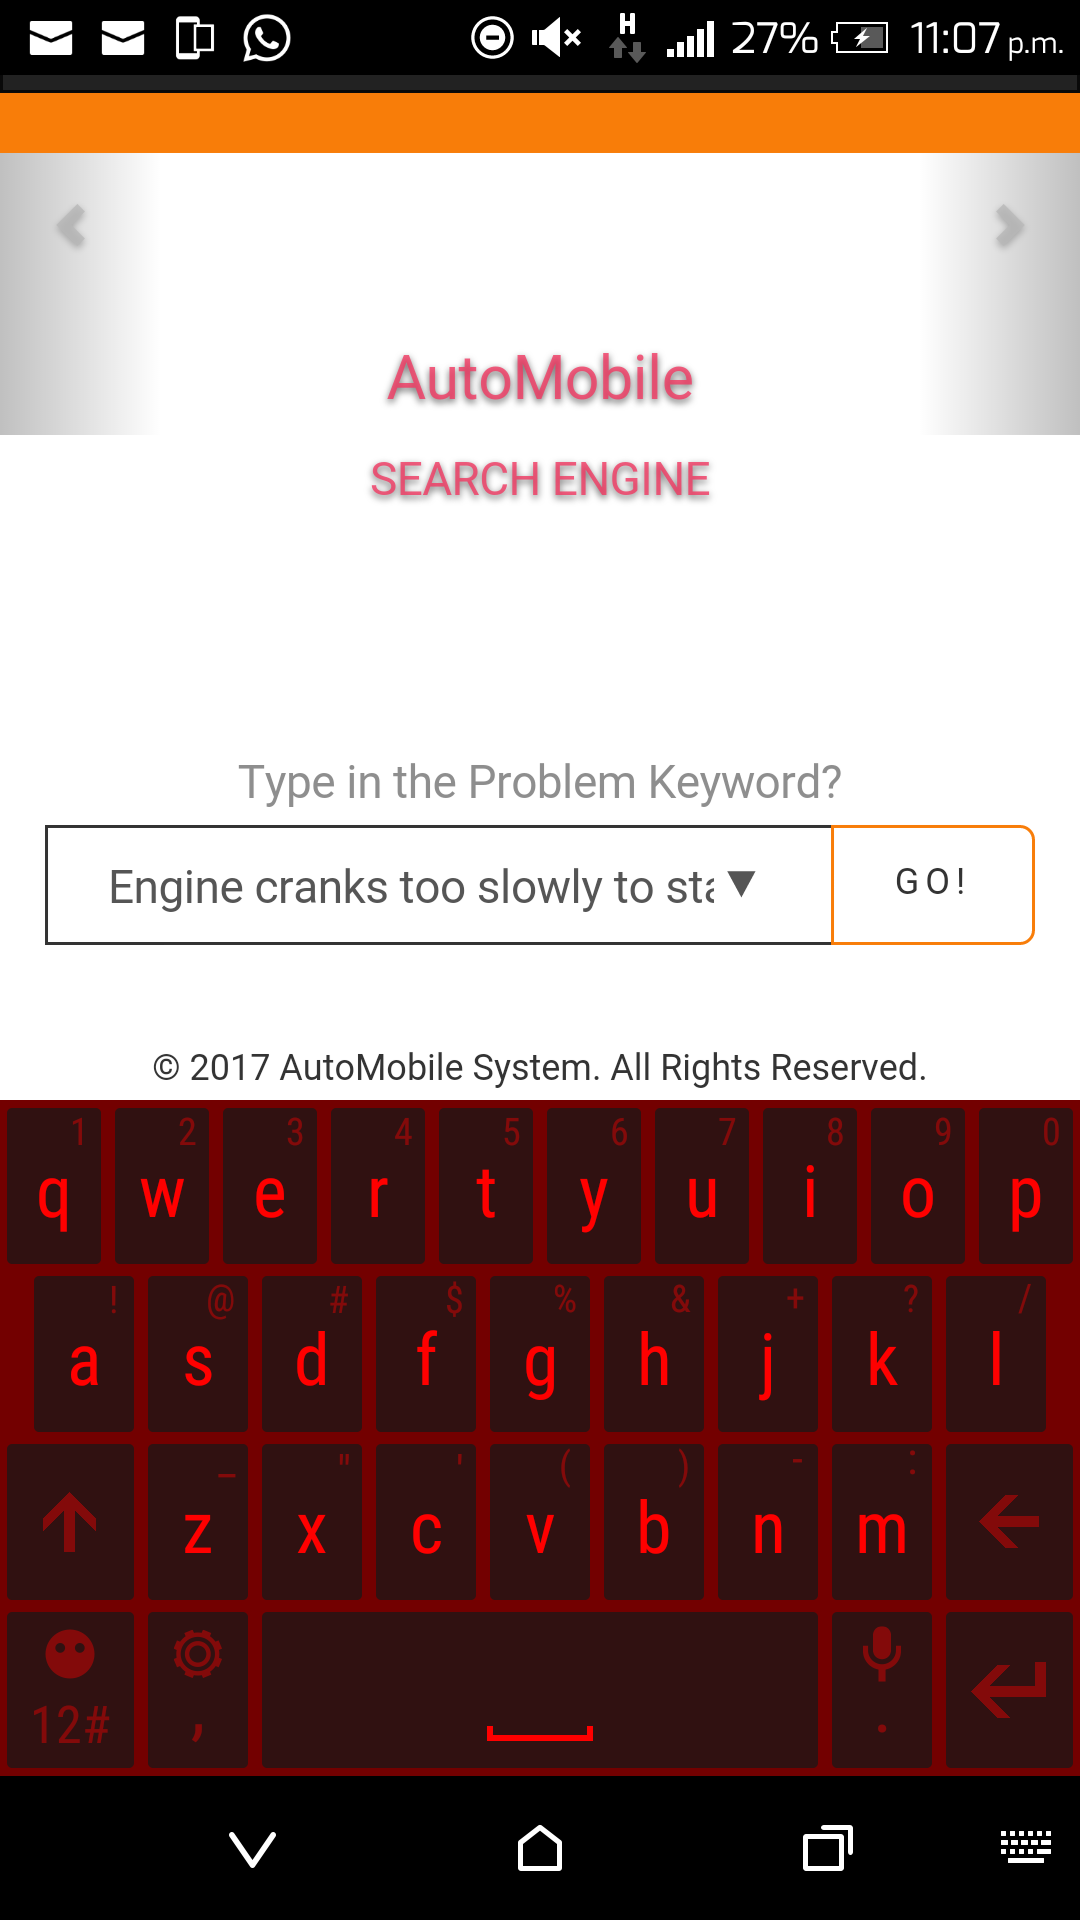 27% 11:07 p.m.
AutoMobile
SEARCH ENGINE
Type in the Problem Keyword?
Engine cranks too slowly to sta ▼ GO!
© 2017 AutoMobile System. All Rights Reserved.
1 2 3 4 5 6 7 8 9 0
q w e r t y u i o p
! @ # $ % & + ? /
a s d f g h j k l
_ " ' ( ) - :
z x c v b n m
12# , .